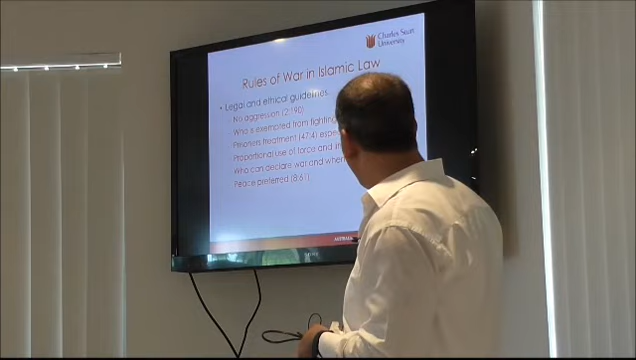 Charles Sturt
University
Rules of War in Islamic Law
• Legal and ethical guidelines.
No aggression (2:190)
Who is exempted from fighting
Prisoners treatment (47:4)
Proportional use of force and
Who can declare war and when
Peace preferred (8:61).